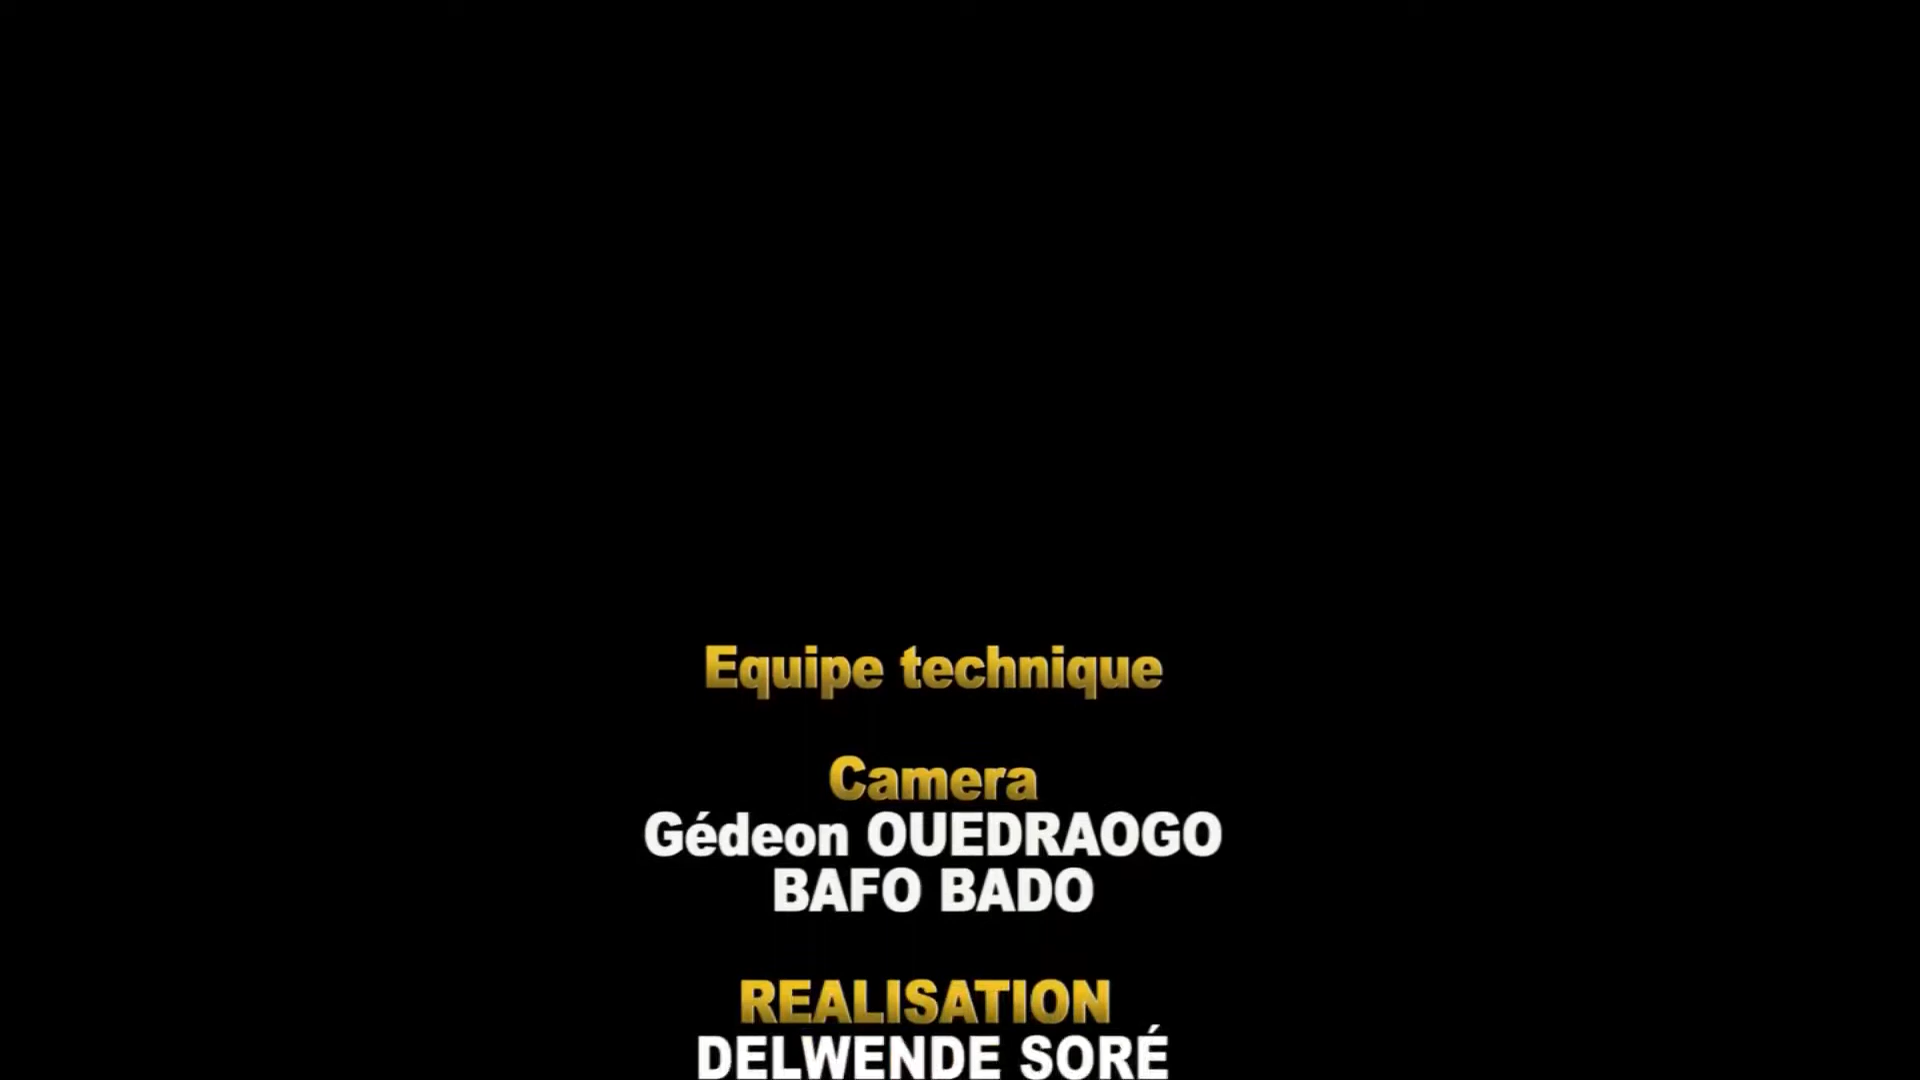 Equipe technique
Camera
Gédeon OUEDRAOGO
BAFO BADO
REALISATION
DELWENDE SORÉ